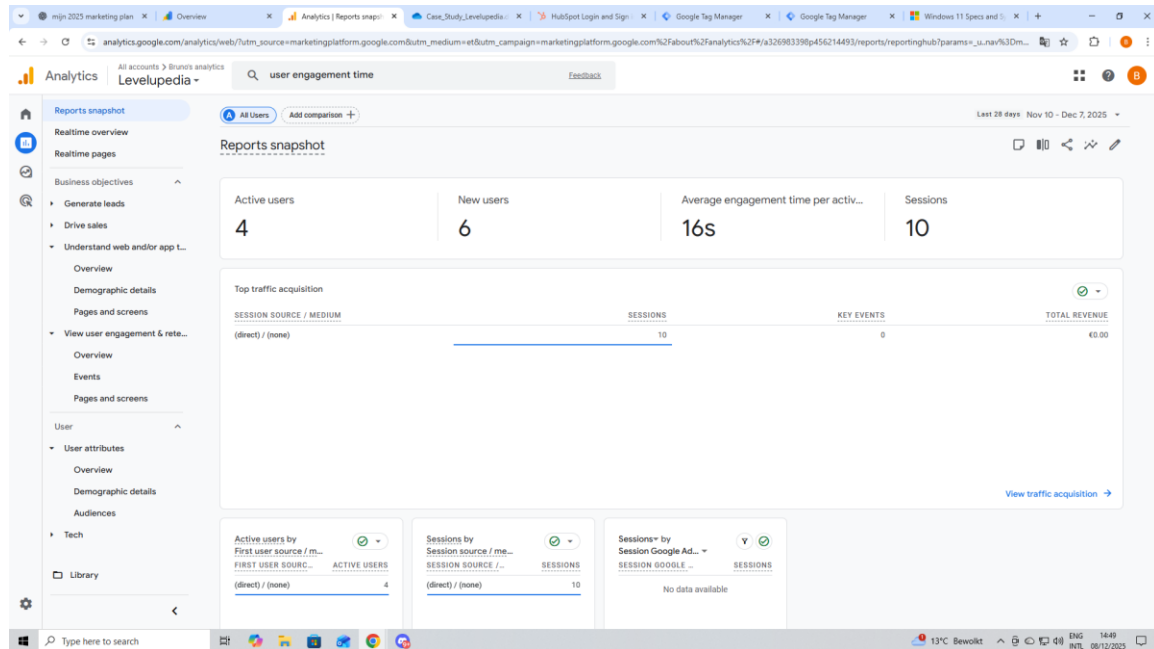 mijn 2025 marketing plan
Overview
Analytics | Reports snapsh
Case_Study_Levelupedia.d
HubSpot Login and Sign
Google Tag Manager
Google Tag Manager
Windows 11 Specs and Sy
analytics.google.com/analytics/web/?utm_source=marketingplatform.google.com&utm_medium=et&utm_campaign=marketingplatform.google.com%2Fabout%2Fanalytics%2F#/a326983398p456214493/reports/reportinghub?params=_u..nav%3Dm...
B
Analytics
All accounts > Bruno's analytics
Levelupedia
user engagement time
Feedback
B
Reports snapshot
Realtime overview
Realtime pages
Business objectives
Generate leads
Drive sales
Understand web and/or app t...
Overview
Demographic details
Pages and screens
View user engagement & rete...
Overview
Events
Pages and screens
User
User attributes
Overview
Demographic details
Audiences
Tech
Library
A All Users
Add comparison +
Last 28 days Nov 10 - Dec 7, 2025
Reports snapshot
Active users
4
New users
6
Average engagement time per activ...
16s
Sessions
10
Top traffic acquisition
SESSION SOURCE / MEDIUM SESSIONS KEY EVENTS TOTAL REVENUE
(direct) / (none) 10 0 €0.00
View traffic acquisition
Active users by
First user source / m...
FIRST USER SOURC... ACTIVE USERS
(direct) / (none) 4
Sessions by
Session source / me...
SESSION SOURCE /... SESSIONS
(direct) / (none) 10
Sessions by
Session Google Ad...
SESSION GOOGLE ... SESSIONS
No data available
Type here to search
13°C Bewolkt
ENG
INTL
14:49
08/12/2025